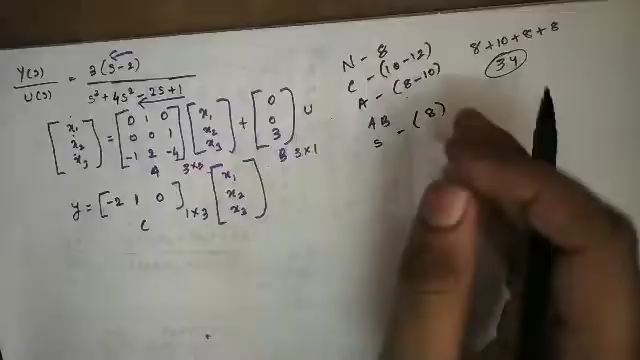 Y(s) / U(s) = 3(s-2) / s² + 4s² - 2s + 1
[ẋ₁ ẋ₂ ẋ₃] = [0 1 0 0 0 1 -1 2 -4] [x₁ x₂ x₃] + [0 0 3] U
A 3×3 B 3×1
y = [-2 1 0] 1×3 [x₁ x₂ x₃]
C
N - 8
C - (10-12)
A - (8-10)
AB
S - (8)
8+10+8+8
34